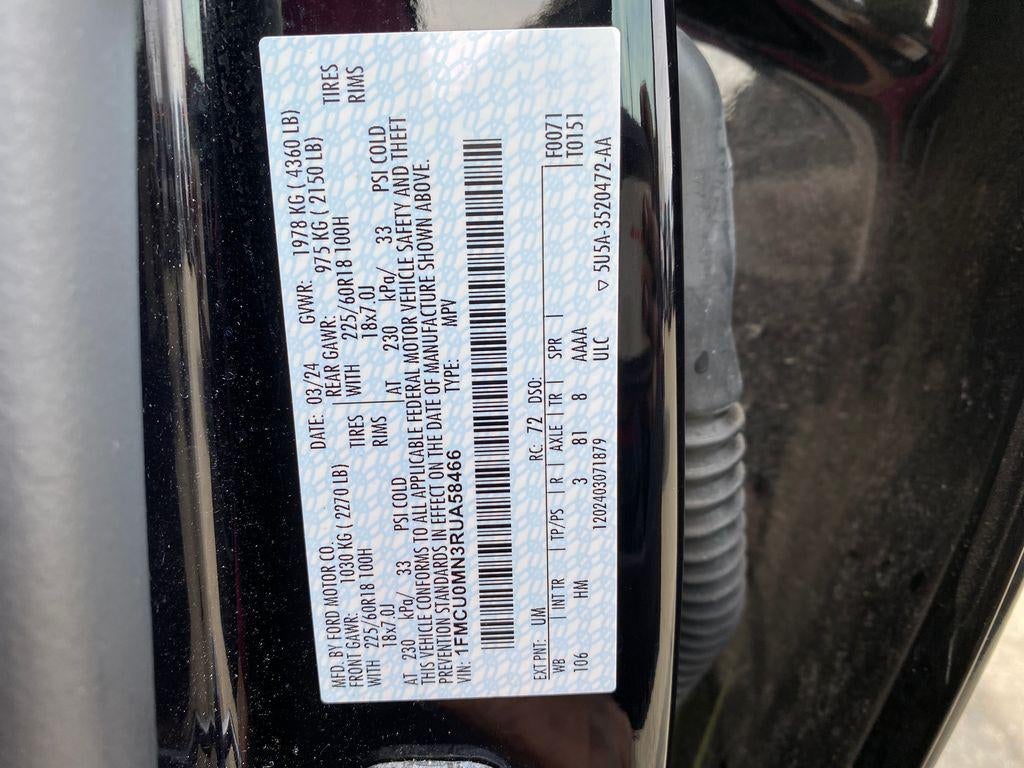 MFD. BY FORD MOTOR CO. DATE: 03/24 GVWR: 1978 KG ( 4360 LB)
FRONT GAWR: 1030 KG ( 2270 LB) REAR GAWR: 975 KG ( 2150 LB)
WITH 225/60R18 100H TIRES WITH 225/60R18 100H TIRES
18x7.0J RIMS 18x7.0J RIMS
AT 230 kPa/ 33 PSI COLD AT 230 kPa/ 33 PSI COLD
THIS VEHICLE CONFORMS TO ALL APPLICABLE FEDERAL MOTOR VEHICLE SAFETY AND THEFT
PREVENTION STANDARDS IN EFFECT ON THE DATE OF MANUFACTURE SHOWN ABOVE.
VIN: 1FMCU0MN3RUA58466 TYPE: MPV
EXT PNT: UM RC: 72 DSO: F0071
WB | INT TR | TP/PS | R | AXLE | TR | SPR | T0151
106 HM 3 81 8 AAAA
120240307 1879 ULC ▽ 5U5A-3520472-AA